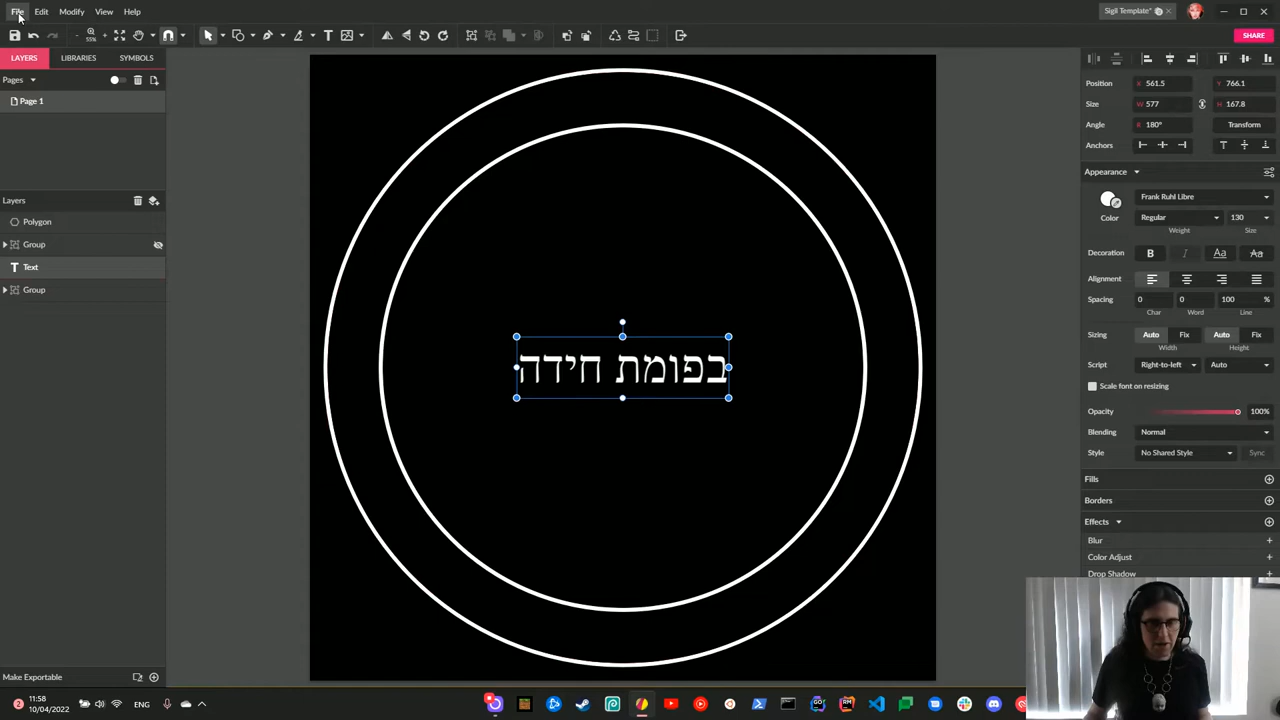 File Edit Modify View Help
Sigil Template*
55%
SHARE
LAYERS LIBRARIES SYMBOLS
Pages
Page 1
Layers
Polygon
Group
Text
Group
Make Exportable
בפומת חידה
Position X 561.5 Y 766.1
Size W 577 H 167.8
Angle R 180° Transform
Anchors
Appearance
Frank Ruhl Libre
Color Regular 130
Weight Size
Decoration B I Aa Aa
Alignment
Spacing 0 0 100 %
Char Word Line
Sizing Auto Fix Auto Fix
Width Height
Script Right-to-left Auto
Scale font on resizing
Opacity 100%
Blending Normal
Style No Shared Style Sync
Fills
Borders
Effects
Blur
Color Adjust
Drop Shadow
11:58
10/04/2022
ENG